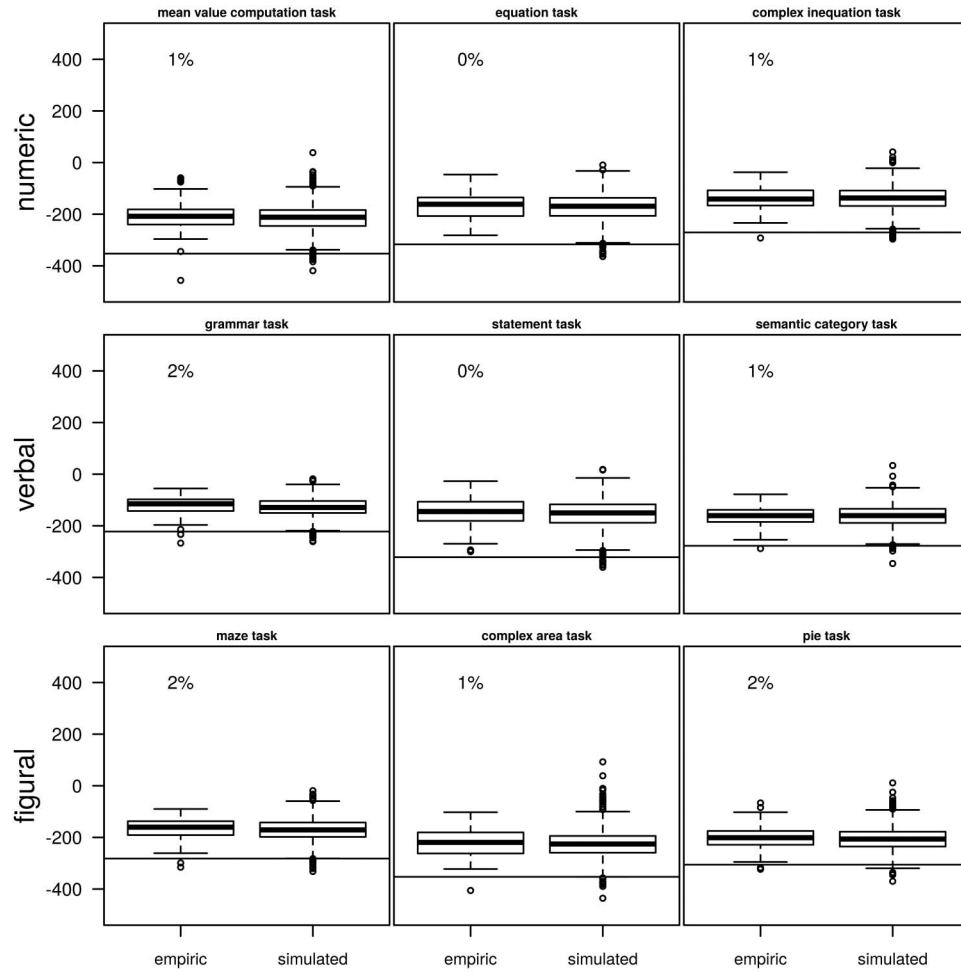 mean value computation task equation task complex inequation task
numeric
400
200
0
-200
-400
1% 0% 1%
grammar task statement task semantic category task
verbal
400
200
0
-200
-400
2% 0% 1%
maze task complex area task pie task
figural
400
200
0
-200
-400
2% 1% 2%
empiric simulated empiric simulated empiric simulated